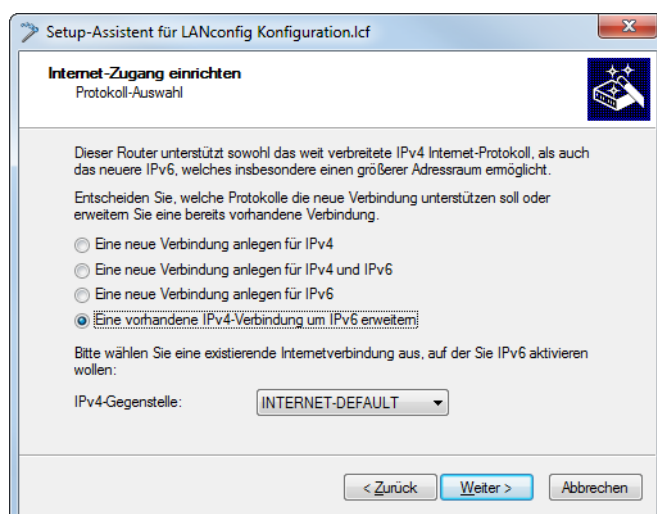 Setup-Assistent für LANconfig Konfiguration.lcf
Internet-Zugang einrichten
Protokoll-Auswahl
Dieser Router unterstützt sowohl das weit verbreitete IPv4 Internet-Protokoll, als auch
das neuere IPv6, welches insbesondere einen größerer Adressraum ermöglicht.
Entscheiden Sie, welche Protokolle die neue Verbindung unterstützen soll oder
erweitern Sie eine bereits vorhandene Verbindung.
Eine neue Verbindung anlegen für IPv4
Eine neue Verbindung anlegen für IPv4 und IPv6
Eine neue Verbindung anlegen für IPv6
Eine vorhandene IPv4-Verbindung um IPv6 erweitern
Bitte wählen Sie eine existierende Internetverbindung aus, auf der Sie IPv6 aktivieren
wollen:
IPv4-Gegenstelle: INTERNET-DEFAULT
< Zurück Weiter > Abbrechen